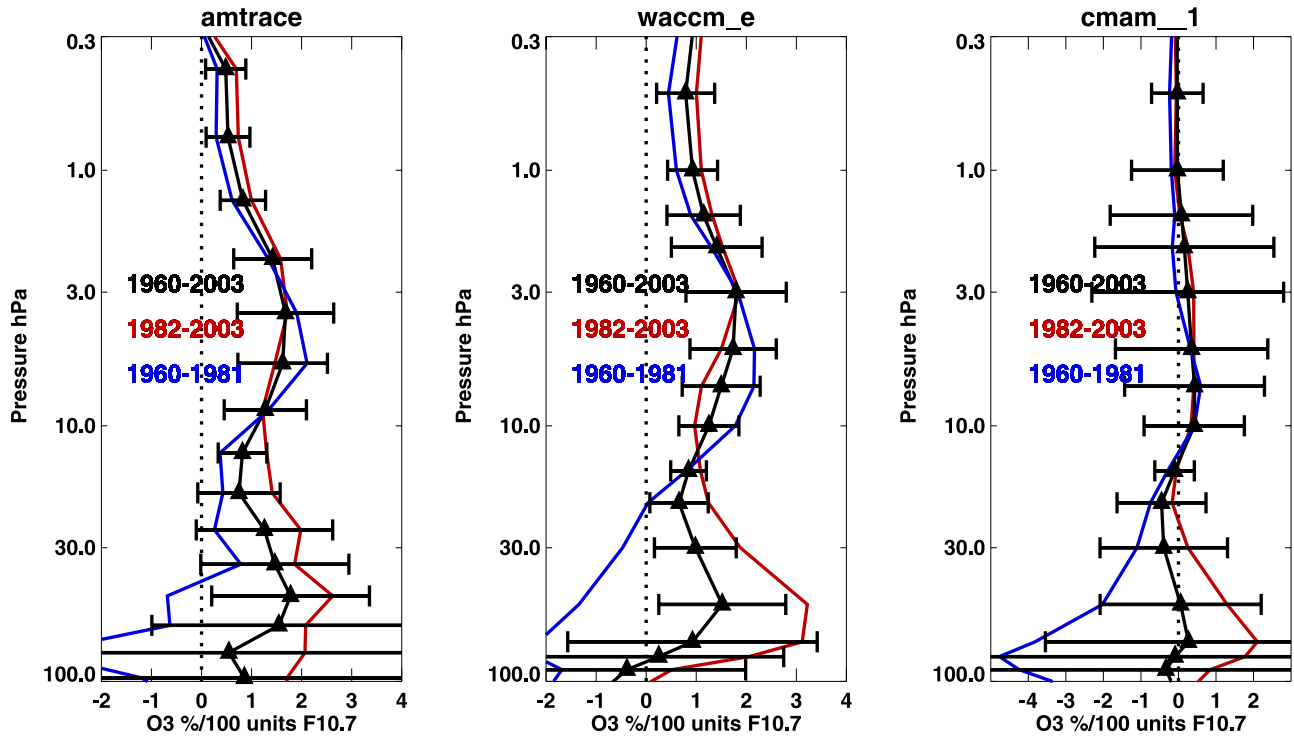 amtrace
0.3
1.0
3.0
10.0
30.0
100.0
Pressure hPa
1960-2003
1982-2003
1960-1981
-2 -1 0 1 2 3 4
O3 %/100 units F10.7
waccm_e
0.3
1.0
3.0
10.0
30.0
100.0
Pressure hPa
1960-2003
1982-2003
1960-1981
-2 -1 0 1 2 3 4
O3 %/100 units F10.7
cmam__1
0.3
1.0
3.0
10.0
30.0
100.0
Pressure hPa
1960-2003
1982-2003
1960-1981
-4 -3 -2 -1 0 1 2
O3 %/100 units F10.7